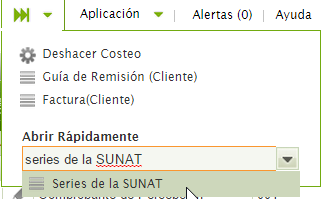 Aplicación Alertas (0) Ayuda
Deshacer Costeo
Guía de Remisión (Cliente)
Factura(Cliente)
Abrir Rápidamente
series de la SUNAT
Series de la SUNAT